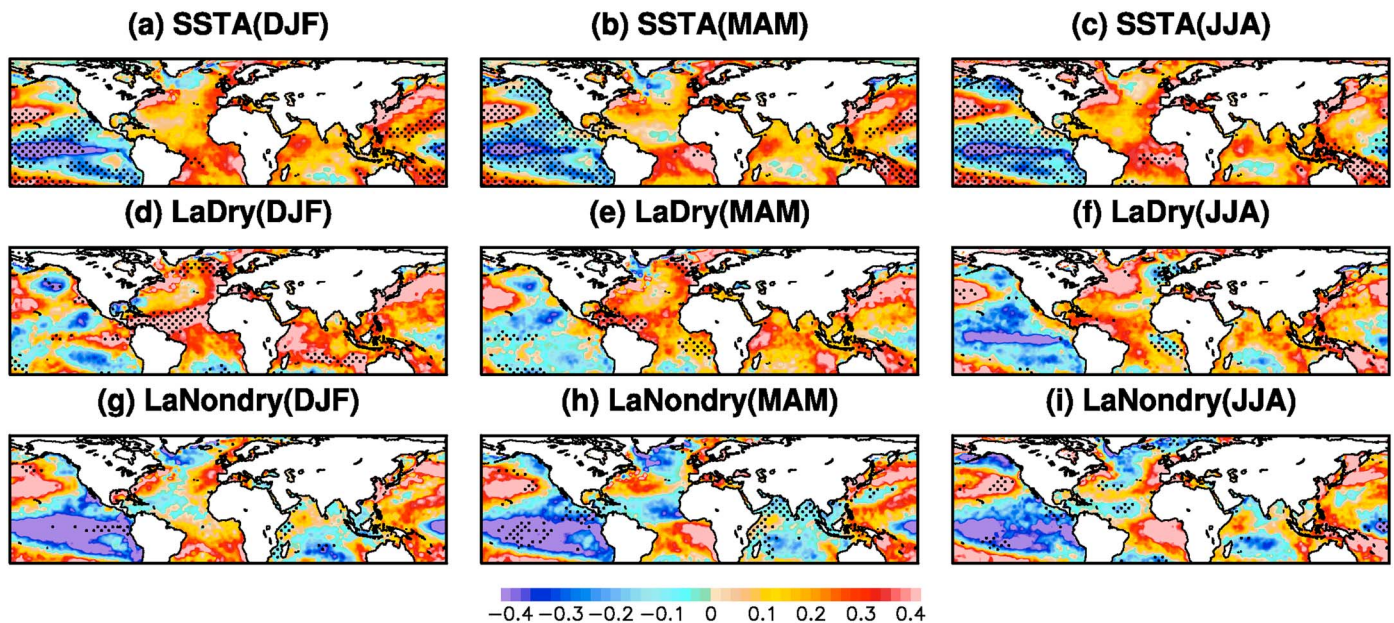 (a) SSTA(DJF)
(b) SSTA(MAM)
(c) SSTA(JJA)
(d) LaDry(DJF)
(e) LaDry(MAM)
(f) LaDry(JJA)
(g) LaNondry(DJF)
(h) LaNondry(MAM)
(i) LaNondry(JJA)
−0.4 −0.3 −0.2 −0.1 0 0.1 0.2 0.3 0.4